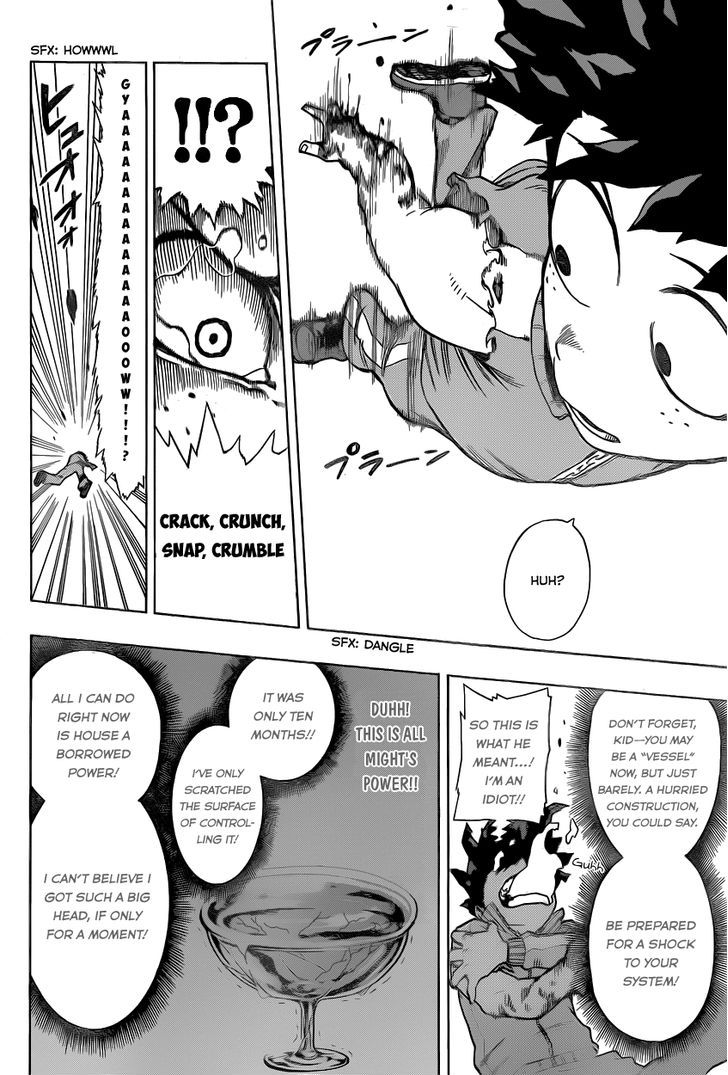 プラーン
プラーン
HUH?
SFX: DANGLE
!!?
CRACK, CRUNCH,
SNAP, CRUMBLE
SFX: HOWWWL
ヒュオオオ
GYAAAAAAAAAAAAAAOOOWW!!!?
DON'T FORGET,
KID—YOU MAY
BE A "VESSEL"
NOW, BUT JUST
BARELY. A HURRIED
CONSTRUCTION,
YOU COULD SAY.
BE PREPARED
FOR A SHOCK
TO YOUR
SYSTEM!
SO THIS IS
WHAT HE
MEANT...!
I'M AN
IDIOT!!
GUHH
DUHH!
THIS IS ALL
MIGHT'S
POWER!!
IT WAS
ONLY TEN
MONTHS!!
I'VE ONLY
SCRATCHED
THE SURFACE
OF CONTROL-
LING IT!
ALL I CAN DO
RIGHT NOW
IS HOUSE A
BORROWED
POWER!
I CAN'T BELIEVE I
GOT SUCH A BIG
HEAD, IF ONLY
FOR A MOMENT!